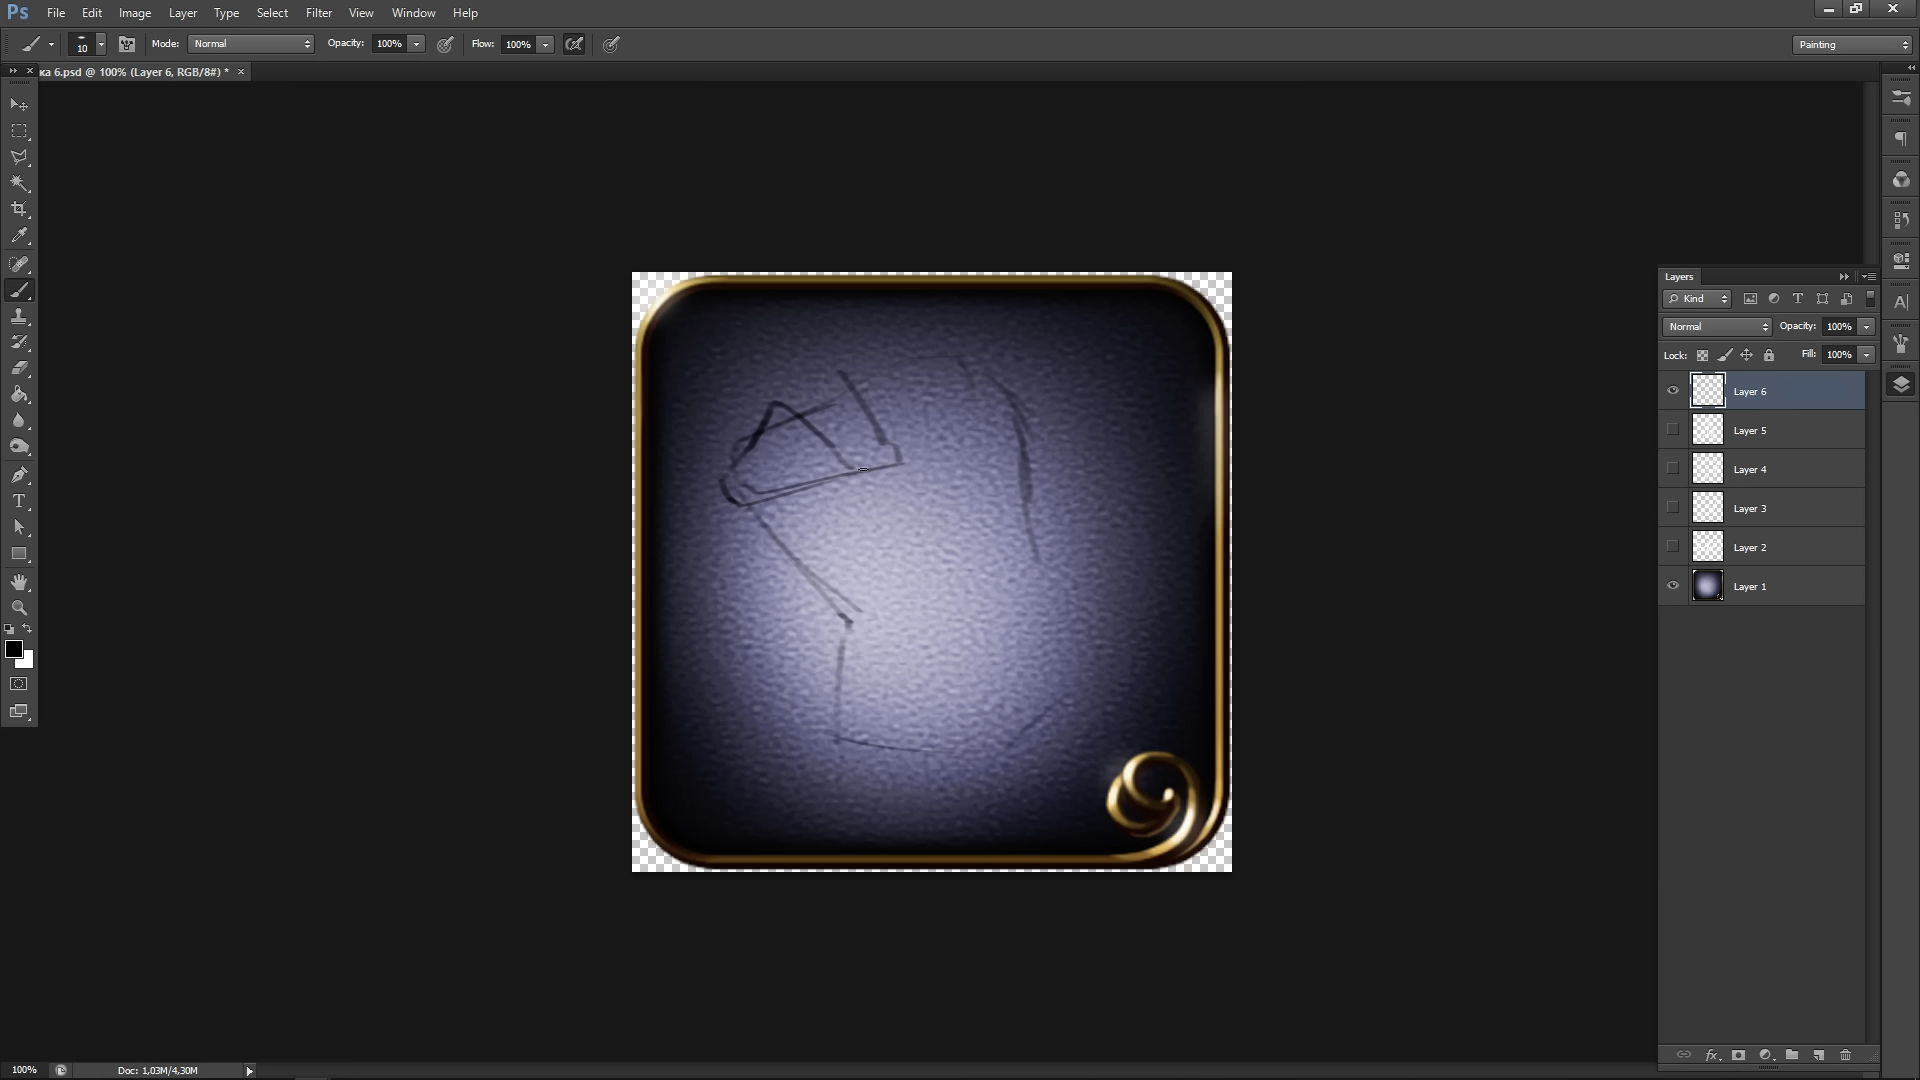 Ps File Edit Image Layer Type Select Filter View Window Help
10 Mode: Normal Opacity: 100% Flow: 100% Painting
ка 6.psd @ 100% (Layer 6, RGB/8#) * ×
Layers
Kind
Normal Opacity: 100%
Lock: Fill: 100%
Layer 6
Layer 5
Layer 4
Layer 3
Layer 2
Layer 1
100% Doc: 1,03M/4,30M